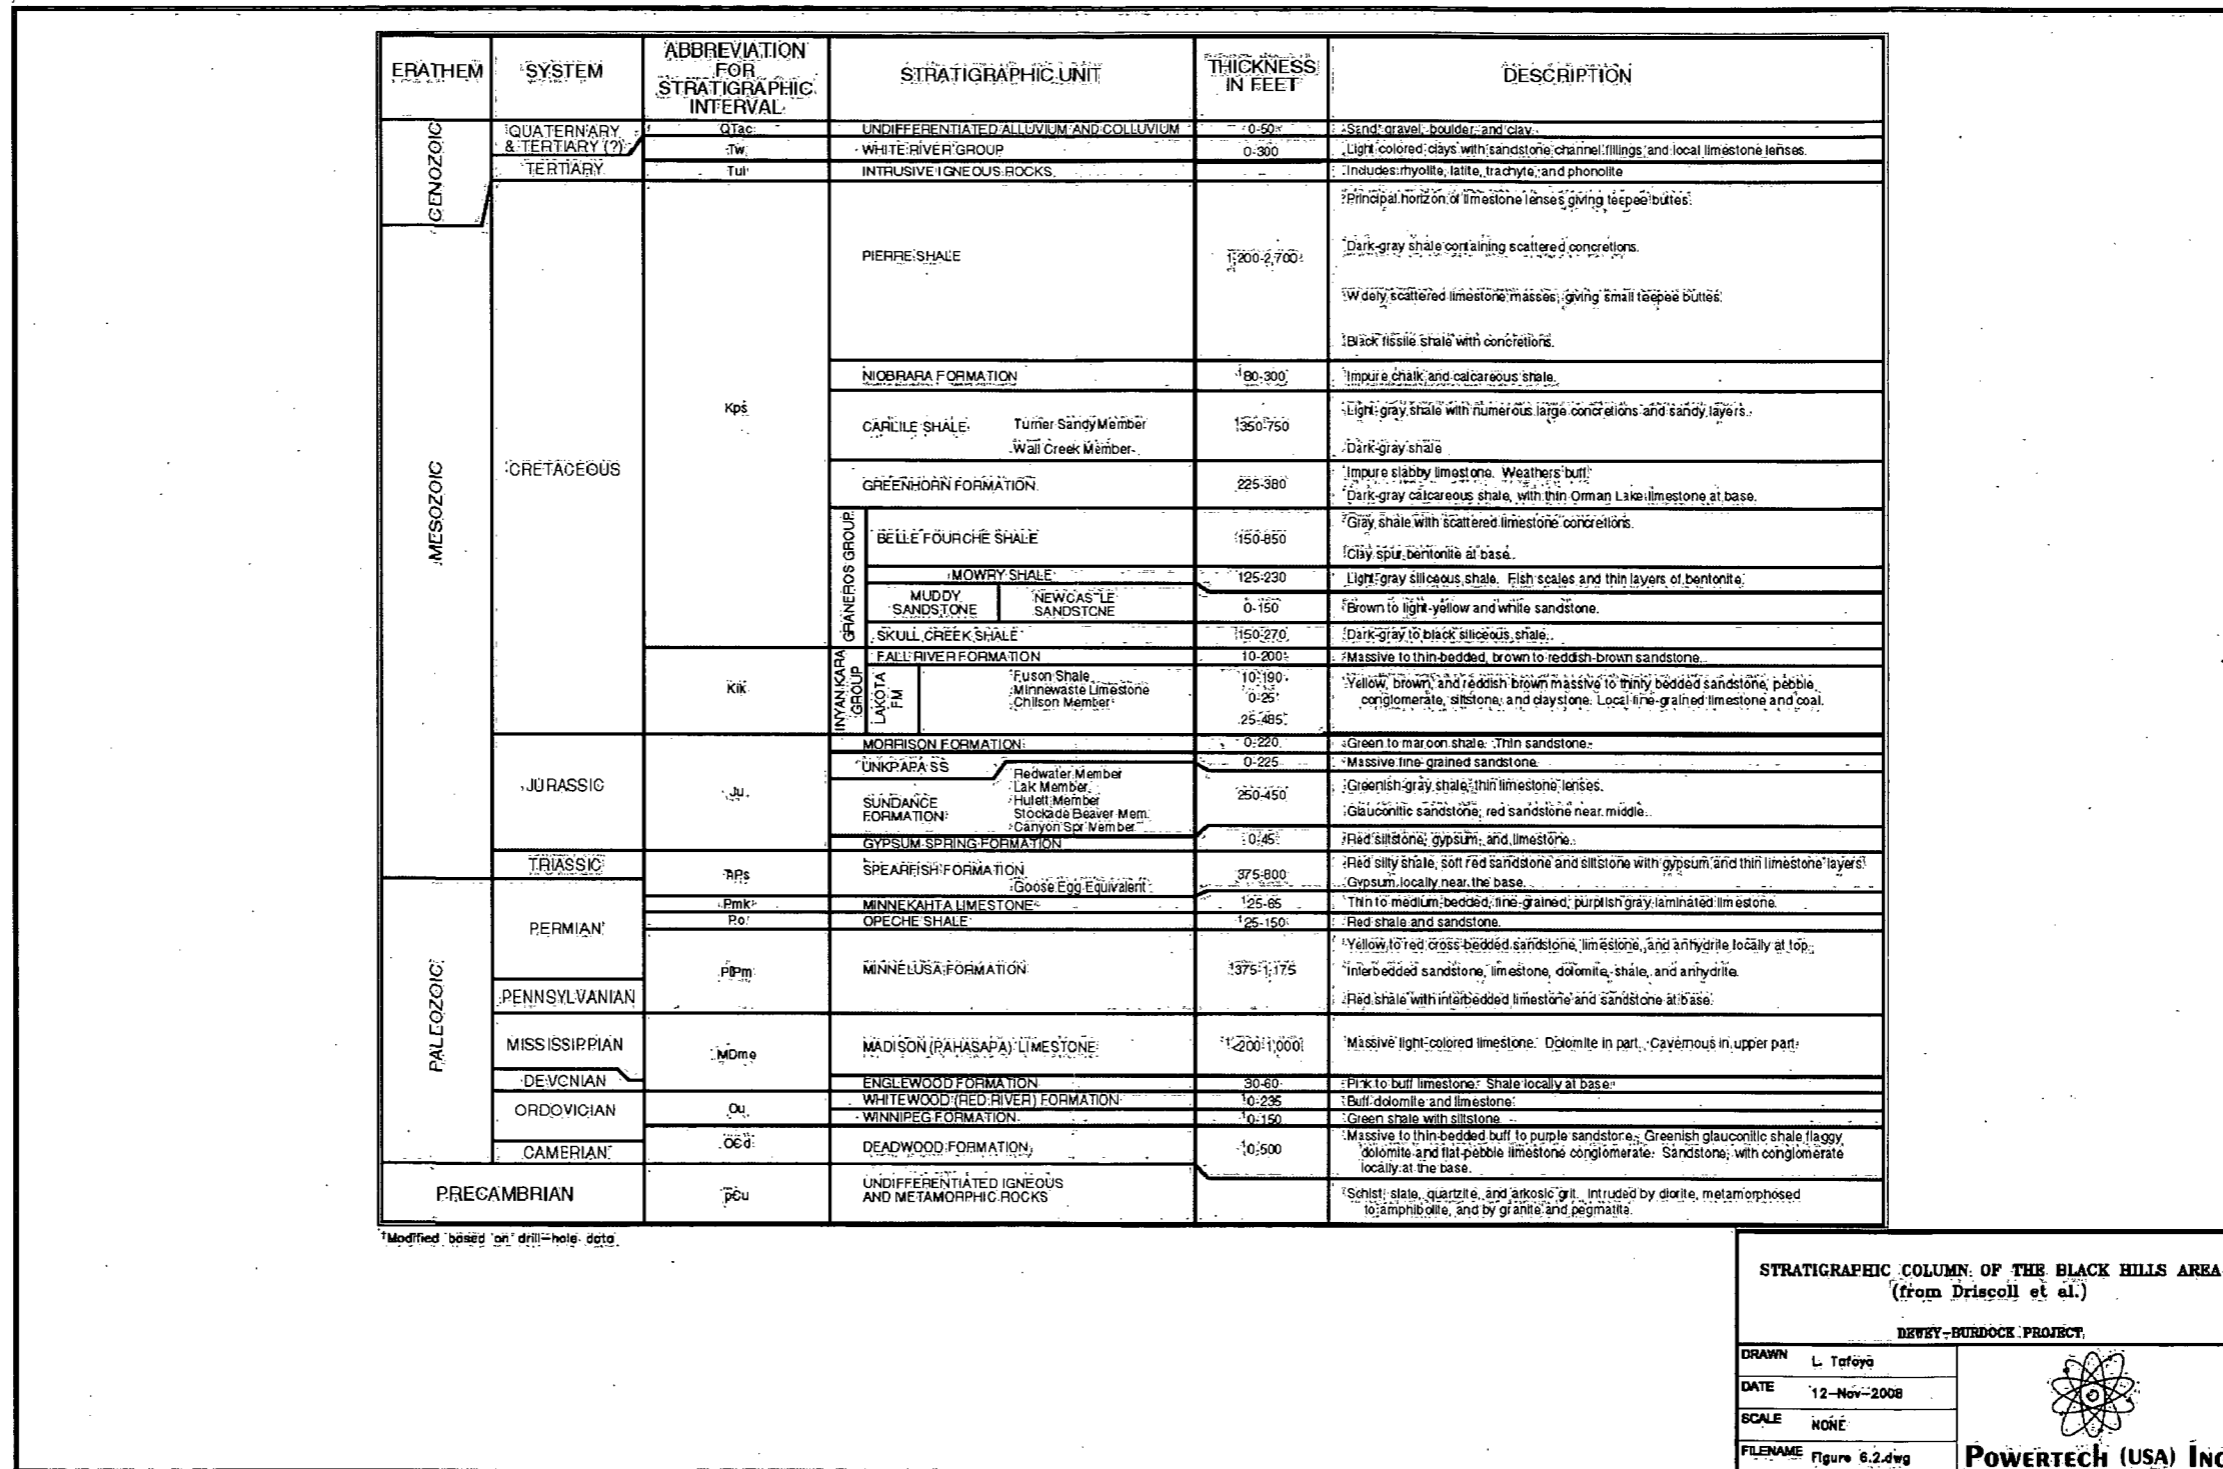 ERATHEM
SYSTEM
ABBREVIATION
FOR
STRATIGRAPHIC
INTERVAL
STRATIGRAPHIC UNIT
THICKNESS
IN FEET
DESCRIPTION
CENOZOIC
QUATERNARY
& TERTIARY (?)
QTac
UNDIFFERENTIATED ALLUVIUM AND COLLUVIUM
0-50
Sand, gravel, boulder, and clay.
Tw
WHITE RIVER GROUP
0-300
Light colored clays with sandstone channel fillings and local limestone lenses.
TERTIARY
Tui
INTRUSIVE IGNEOUS ROCKS
--
Includes rhyolite, latite, trachyte, and phonolite
MESOZOIC
CRETACEOUS
Kps
PIERRE SHALE
1,200-2,700
Principal horizon of limestone lenses giving teepee buttes.
Dark-gray shale containing scattered concretions.
Widely scattered limestone masses, giving small teepee buttes.
Black fissile shale with concretions.
NIOBRARA FORMATION
80-300
Impure chalk and calcareous shale.
CARLILE SHALE
Turner Sandy Member
Wall Creek Member
350-750
Light-gray shale with numerous large concretions and sandy layers.
Dark-gray shale
GREENHORN FORMATION
225-380
Impure slabby limestone. Weathers buff.
Dark-gray calcareous shale, with thin Orman Lake limestone at base.
GRANEROS GROUP
BELLE FOURCHE SHALE
150-850
Gray shale with scattered limestone concretions.
Clay spur bentonite at base.
MOWRY SHALE
125-230
Light-gray siliceous shale. Fish scales and thin layers of bentonite.
MUDDY
SANDSTONE
NEWCASTLE
SANDSTONE
0-150
Brown to light-yellow and white sandstone.
SKULL CREEK SHALE
150-270
Dark-gray to black siliceous shale.
Kik
INYAN KARA
GROUP
FALL RIVER FORMATION
10-200
Massive to thin-bedded, brown to reddish-brown sandstone.
LAKOTA
FM
Fuson Shale
Minnewaste Limestone
Chilson Member
10-190
0-25
25-485
Yellow, brown, and reddish brown massive to thinly bedded sandstone, pebble
conglomerate, siltstone, and claystone. Local fine-grained limestone and coal.
JURASSIC
Ju
MORRISON FORMATION
0-220
Green to maroon shale. Thin sandstone.
UNKPAPA SS
0-225
Massive fine-grained sandstone.
SUNDANCE
FORMATION
Redwater Member
Lak Member
Hulett Member
Stockade Beaver Mem.
Canyon Spr Member
250-450
Greenish-gray shale, thin limestone lenses.
Glauconitic sandstone; red sandstone near middle.
GYPSUM SPRING FORMATION
0-45
Red siltstone, gypsum, and limestone.
TRIASSIC
SPEARFISH FORMATION
Goose Egg Equivalent
375-800
Red silty shale, soft red sandstone and siltstone with gypsum and thin limestone layers.
Gypsum locally near the base.
PALEOZOIC
PERMIAN
Pmk
MINNEKAHTA LIMESTONE
¹25-65
Thin to medium-bedded, fine-grained, purplish gray laminated limestone.
Po
OPECHE SHALE
¹25-150
Red shale and sandstone.
MINNELUSA FORMATION
¹375-1,175
Yellow to red cross-bedded sandstone, limestone, and anhydrite locally at top.
Interbedded sandstone, limestone, dolomite, shale, and anhydrite.
Red shale with interbedded limestone and sandstone at base.
PENNSYLVANIAN
MISSISSIPPIAN
MDme
MADISON (PAHASAPA) LIMESTONE
¹200-1,000
Massive light-colored limestone. Dolomite in part. Cavernous in upper part.
DEVONIAN
ENGLEWOOD FORMATION
30-60
Pink to buff limestone. Shale locally at base.
ORDOVICIAN
Ou
WHITEWOOD (RED RIVER) FORMATION
¹0-235
Buff dolomite and limestone.
WINNIPEG FORMATION
¹0-150
Green shale with siltstone
CAMBRIAN
OЄd
DEADWOOD FORMATION
¹0-500
Massive to thin-bedded buff to purple sandstone. Greenish glauconitic shale flaggy
dolomite and flat-pebble limestone conglomerate. Sandstone, with conglomerate
locally at the base.
PRECAMBRIAN
pЄu
UNDIFFERENTIATED IGNEOUS
AND METAMORPHIC ROCKS
Schist, slate, quartzite, and arkosic grit. Intruded by diorite, metamorphosed
to amphibolite, and by granite and pegmatite.
¹Modified based on drill-hole data
STRATIGRAPHIC COLUMN OF THE BLACK HILLS AREA
(from Driscoll et al.)
DEWEY-BURDOCK PROJECT
DRAWN L. Tafoya
DATE 12-Nov-2008
SCALE NONE
FILENAME Figure 6.2.dwg
POWERTECH (USA) INC